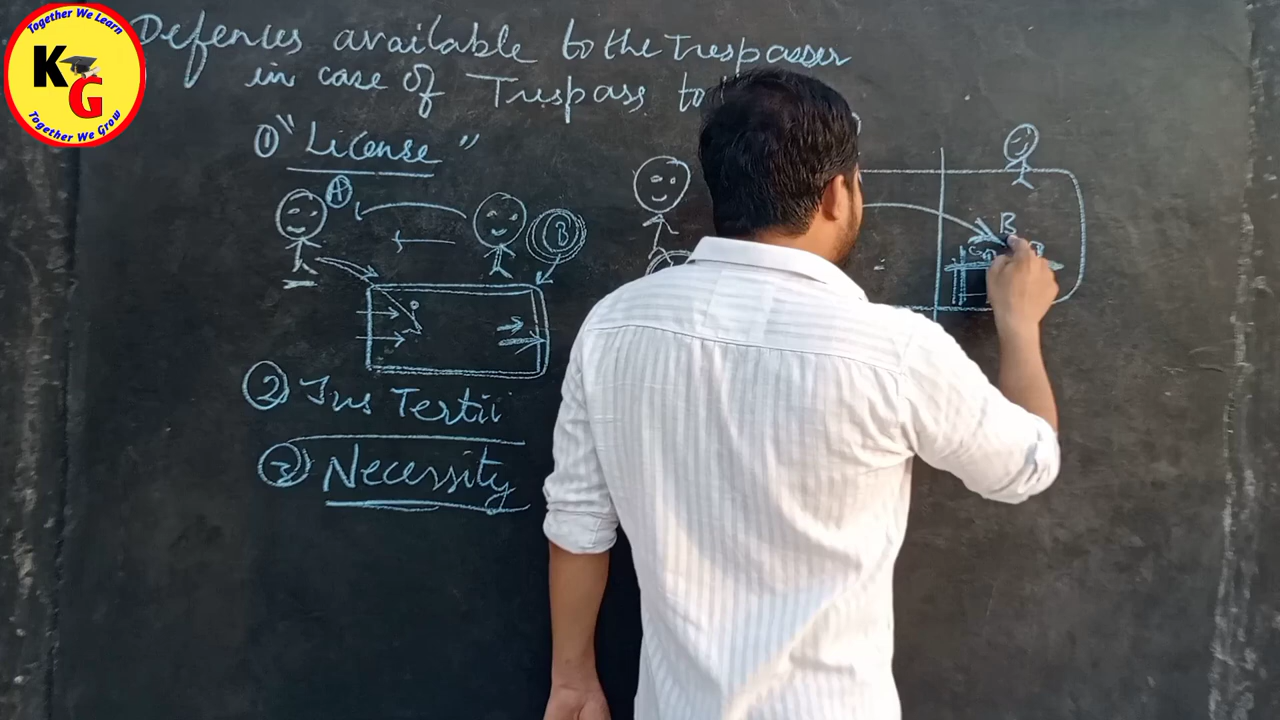 Together We Learn
KG
Together We Grow
Defences available to the Trespasser
in case of Trespass to
① "License"
A
B
B
② Jus Tertii
③ Necessity